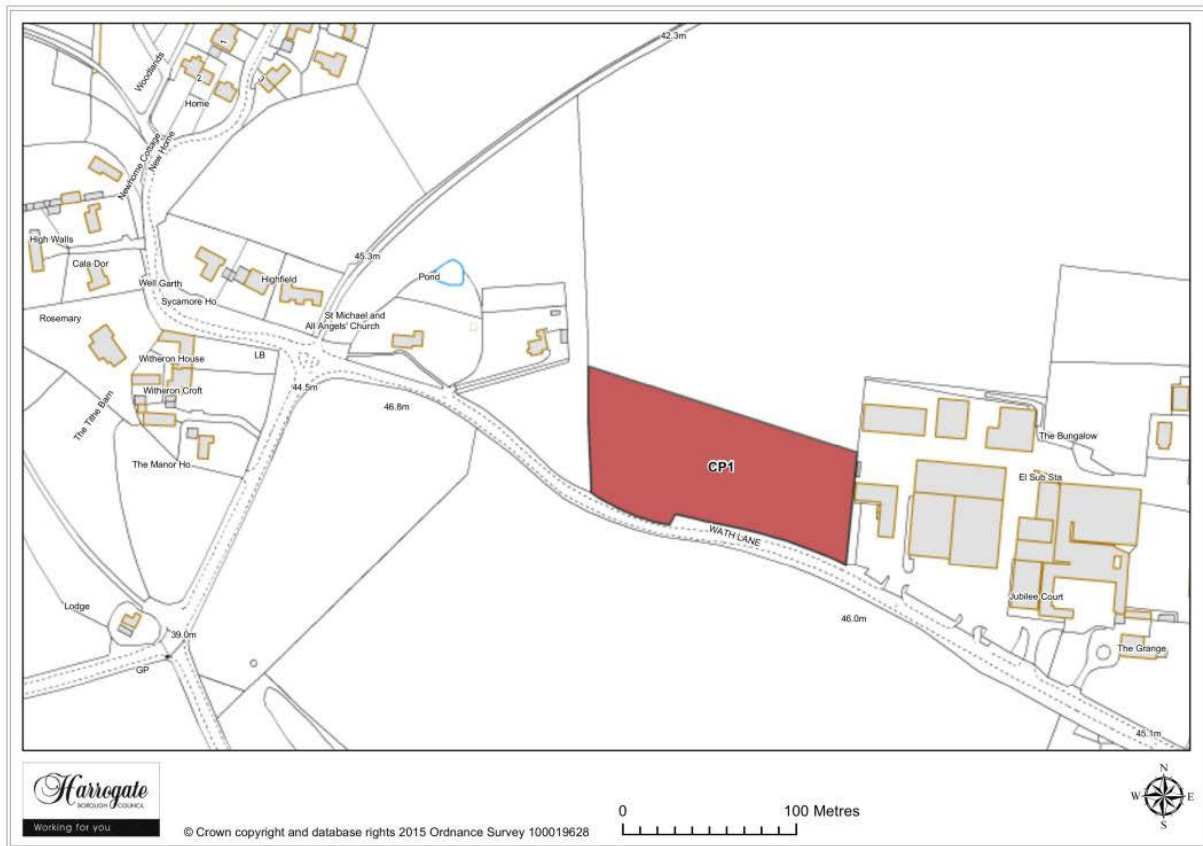 42.3m
Woodlands
1
2
3
Home
Newhome Cottage
New Home
High Walls
Cala Dor
Well Garth
Sycamore Ho
Highfield
45.3m
Pond
St Michael and
All Angels' Church
Rosemary
Witheron House
LB
Witheron Croft
44.5m
46.8m
The Tithe Barn
The Manor Ho
CP1
WATH LANE
The Bungalow
El Sub Sta
Jubilee Court
46.0m
The Grange
45.1m
Lodge
39.0m
GP
Harrogate
BOROUGH COUNCIL
Working for you
© Crown copyright and database rights 2015 Ordnance Survey 100019628
0 100 Metres
N
W E
S